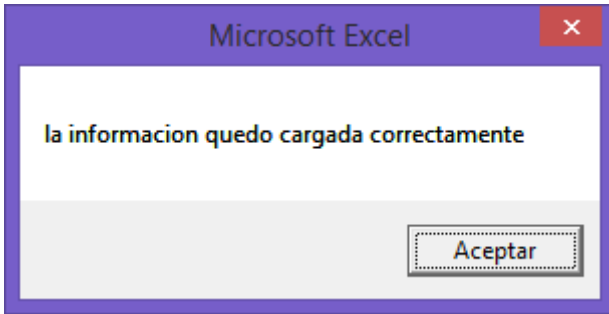 Microsoft Excel
la informacion quedo cargada correctamente
Aceptar